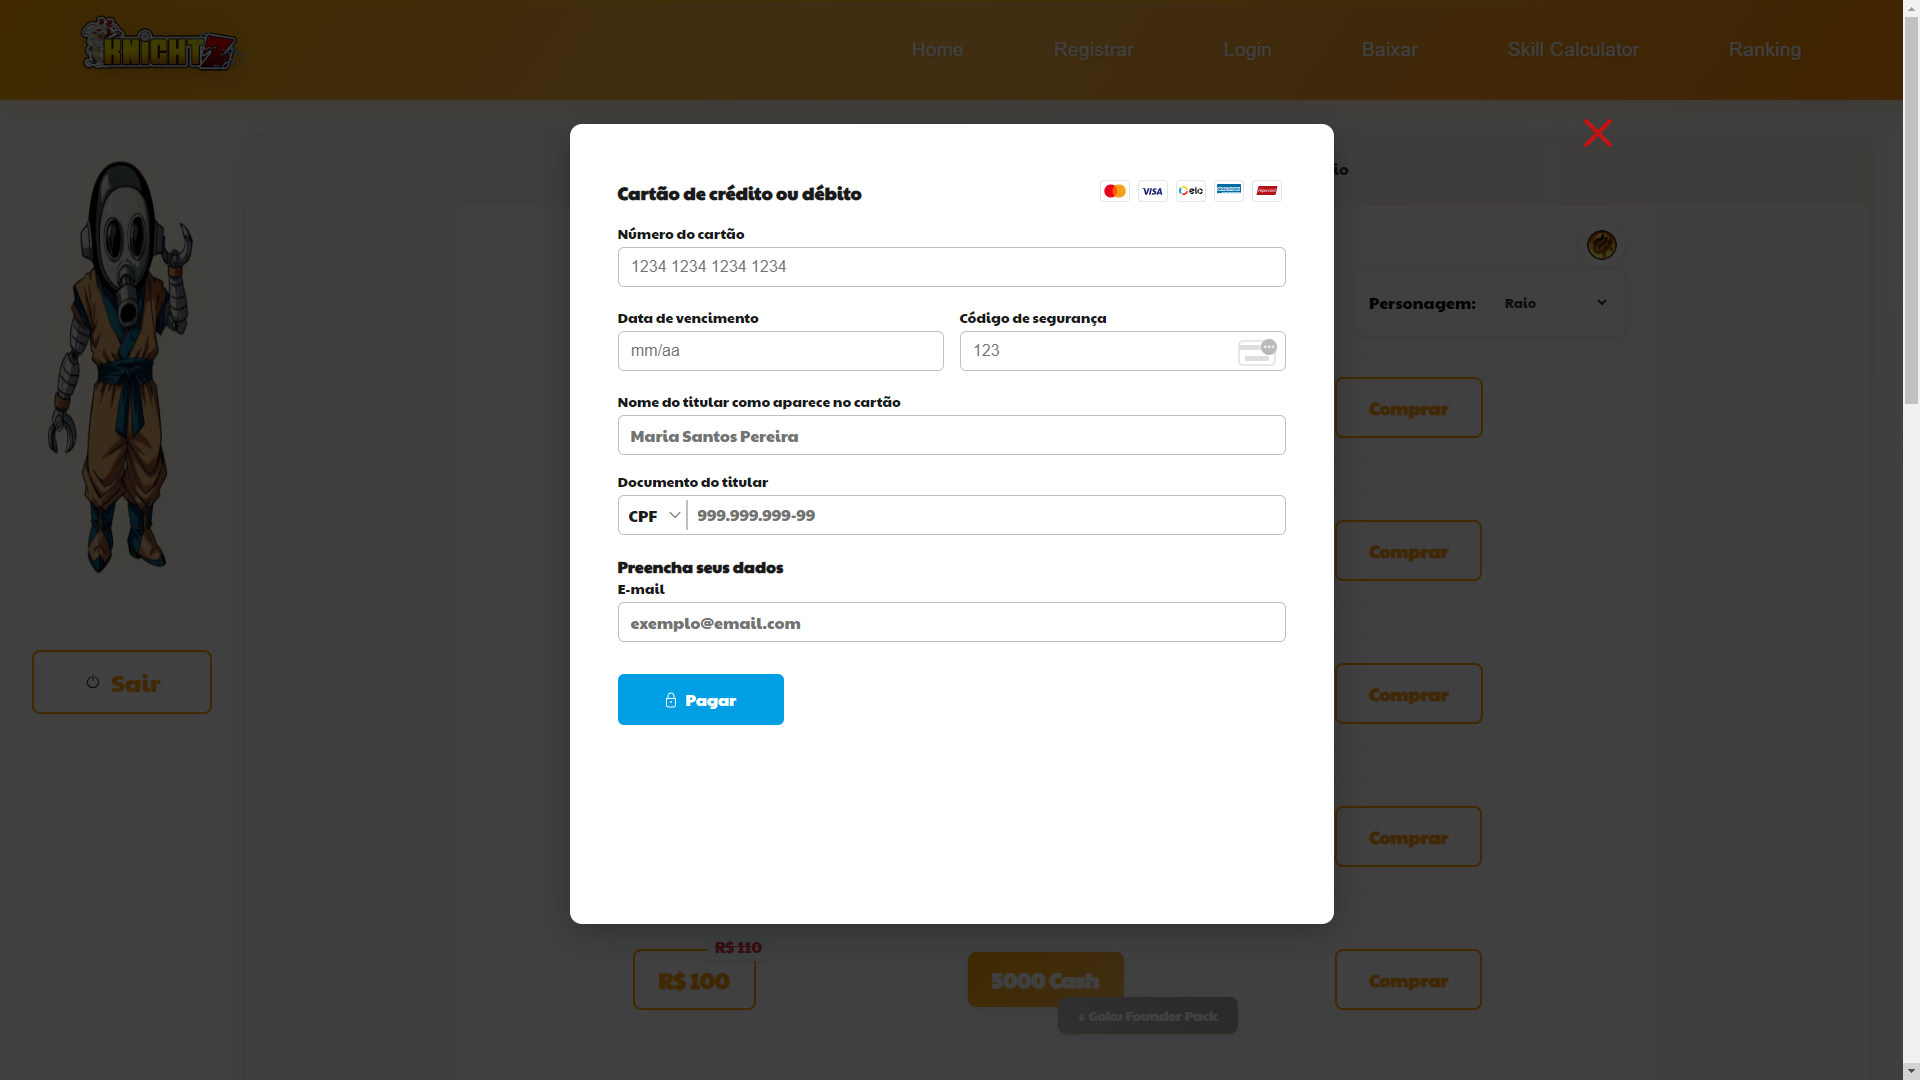 KNIGHTZ
Home
Registrar
Login
Baixar
Skill Calculator
Ranking
Cartão de crédito ou débito
VISA
elo
Número do cartão
1234 1234 1234 1234
Data de vencimento
Código de segurança
mm/aa
123
Nome do titular como aparece no cartão
Maria Santos Pereira
Documento do titular
CPF
999.999.999-99
Preencha seus dados
E-mail
exemplo@email.com
Pagar
Sair
io
Personagem:
Raio
Comprar
Comprar
Comprar
Comprar
R$ 110
R$ 100
5000 Cash
+ Goku Founder Pack
Comprar